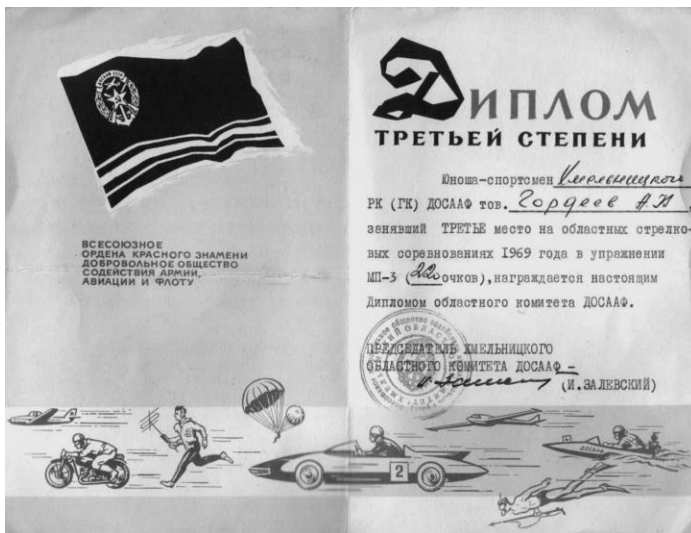 ВСЕСОЮЗНОЕ
ОРДЕНА КРАСНОГО ЗНАМЕНИ
ДОБРОВОЛЬНОЕ ОБЩЕСТВО
СОДЕЙСТВИЯ АРМИИ,
АВИАЦИИ И ФЛОТУ
ДИПЛОМ
ТРЕТЬЕЙ СТЕПЕНИ
Юноша-спортсмен Хмельницкого
РК (ГК) ДОСААФ тов. Гордеев А.Н.
занявший ТРЕТЬЕ место на областных стрелко-
вых соревнованиях 1969 года в упражнении
МП-3 (220 очков), награждается настоящим
Дипломом областного комитета ДОСААФ.
ПРЕДСЕДАТЕЛЬ ХМЕЛЬНИЦКОГО
ОБЛАСТНОГО КОМИТЕТА ДОСААФ -
(И.ЗАЛЕВСКИЙ)
2